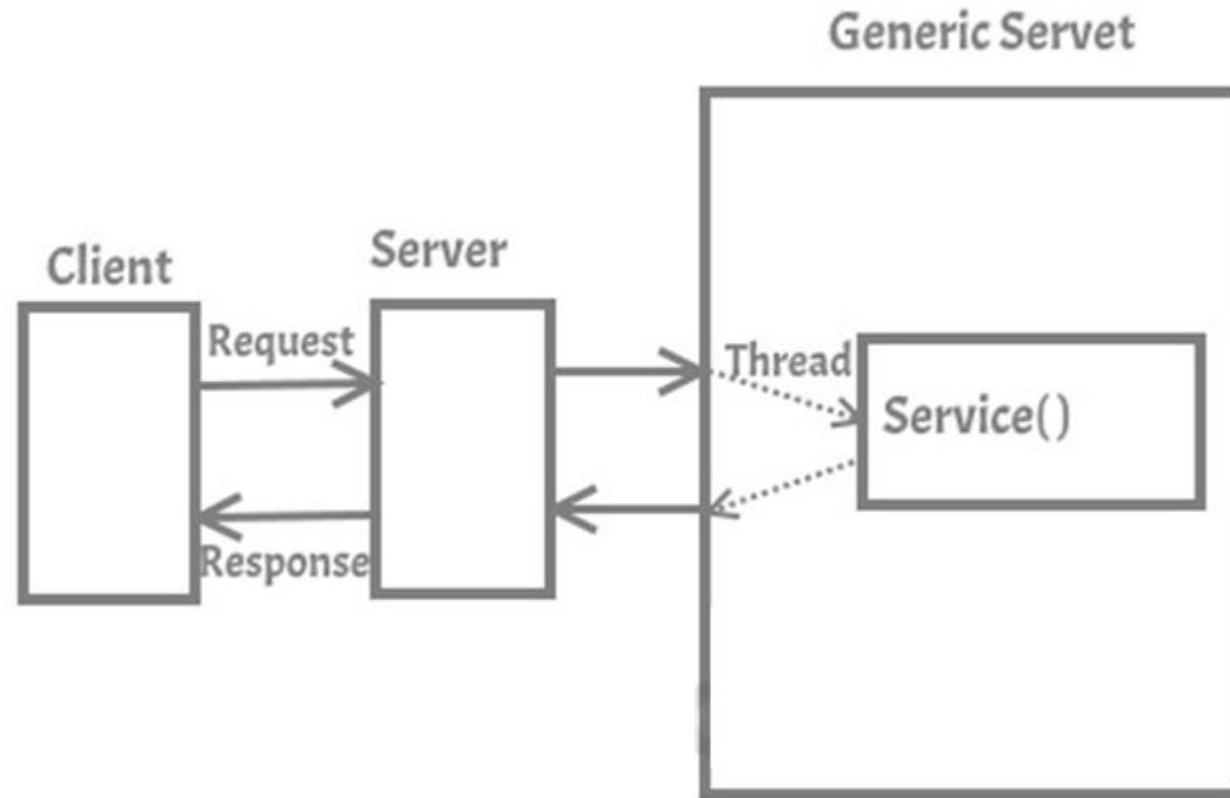 Generic Servet
Client
Server
Request
Thread
Service()
Response